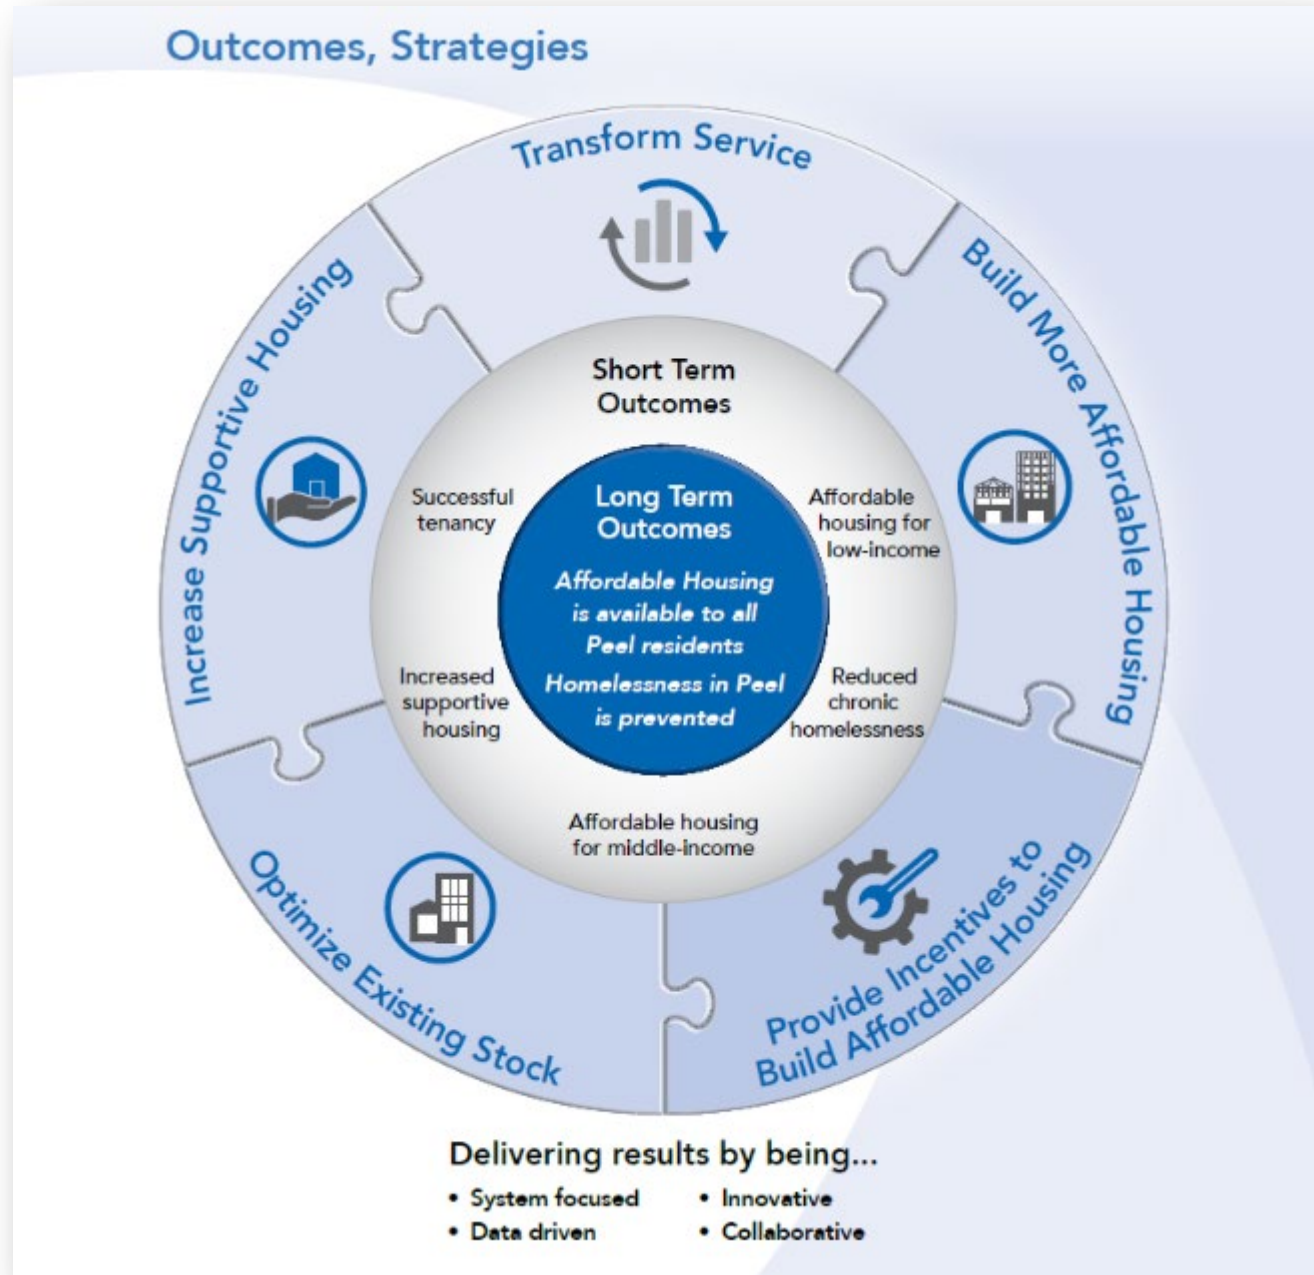 Outcomes, Strategies
Transform Service
Build More Affordable Housing
Provide Incentives to
Build Affordable Housing
Optimize Existing Stock
Increase Supportive Housing
Short Term
Outcomes
Successful
tenancy
Affordable
housing for
low-income
Increased
supportive
housing
Reduced
chronic
homelessness
Affordable housing
for middle-income
Long Term
Outcomes
Affordable Housing
is available to all
Peel residents
Homelessness in Peel
is prevented
Delivering results by being...
• System focused
• Data driven
• Innovative
• Collaborative